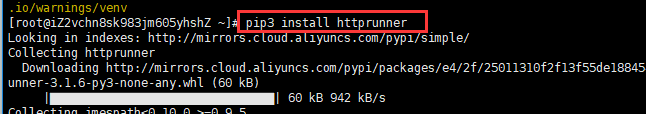 .io/warnings/venv
[root@iZ2vchn8sk983jm605yhshZ ~]# pip3 install httprunner
Looking in indexes: http://mirrors.cloud.aliyuncs.com/pypi/simple/
Collecting httprunner
Downloading http://mirrors.cloud.aliyuncs.com/pypi/packages/e4/2f/25011310f2f13f55de18845
unner-3.1.6-py3-none-any.whl (60 kB)
|████████████████████████████████| 60 kB 942 kB/s
Collecting jmespath<0.10.0,>=0.9.5